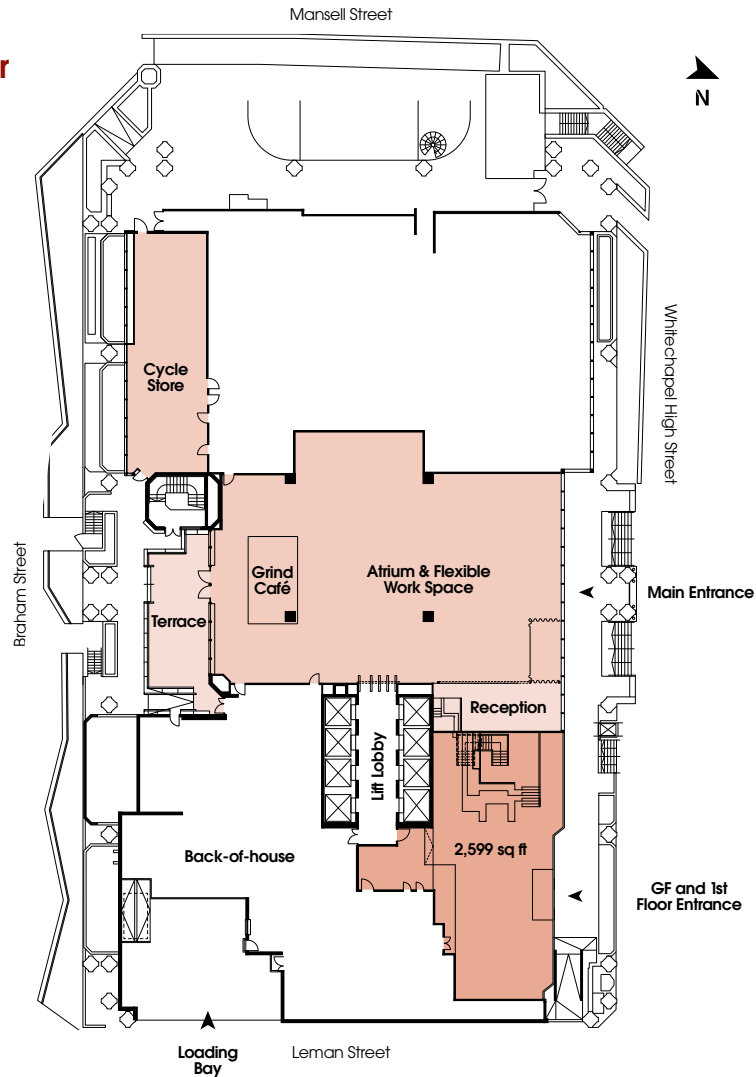 Mansell Street
r
N
Whitechapel High Street
Cycle
Store
Grind
Café
Atrium & Flexible
Work Space
Main Entrance
Braham Street
Terrace
Reception
Lift Lobby
2,599 sq ft
Back-of-house
GF and 1st
Floor Entrance
Loading
Bay
Leman Street